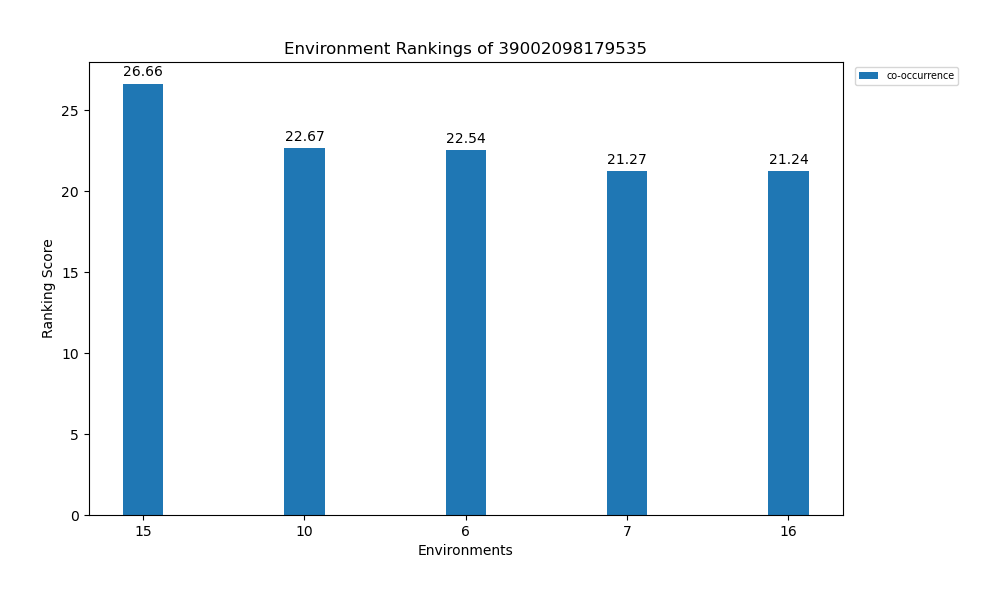 Environment Rankings of 39002098179535
co-occurrence
26.66
22.67
22.54
21.27
21.24
Ranking Score
25
20
15
10
5
0
15 10 6 7 16
Environments